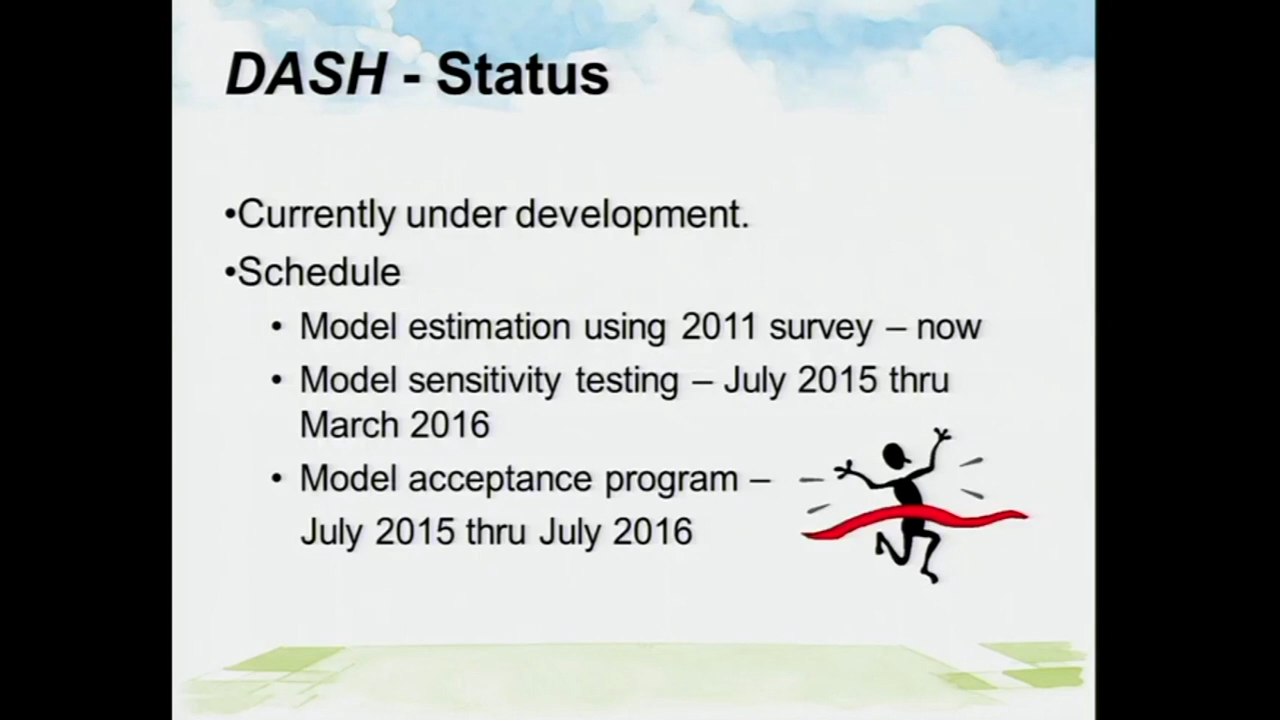 DASH - Status
•Currently under development.
•Schedule
• Model estimation using 2011 survey – now
• Model sensitivity testing – July 2015 thru
March 2016
• Model acceptance program –
July 2015 thru July 2016